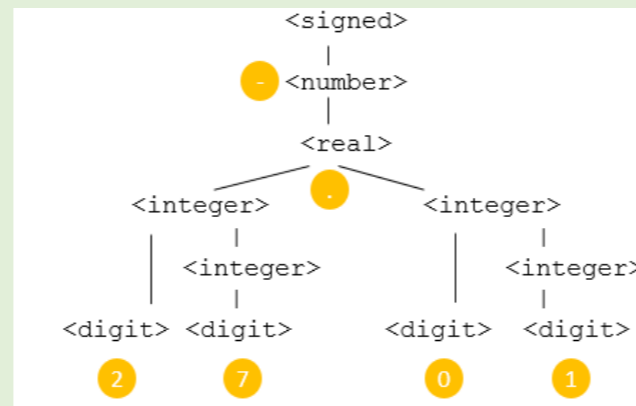 <signed>
- <number>
<real>
.
<integer> <integer>
<integer> <integer>
<digit> <digit> <digit> <digit>
2 7 0 1